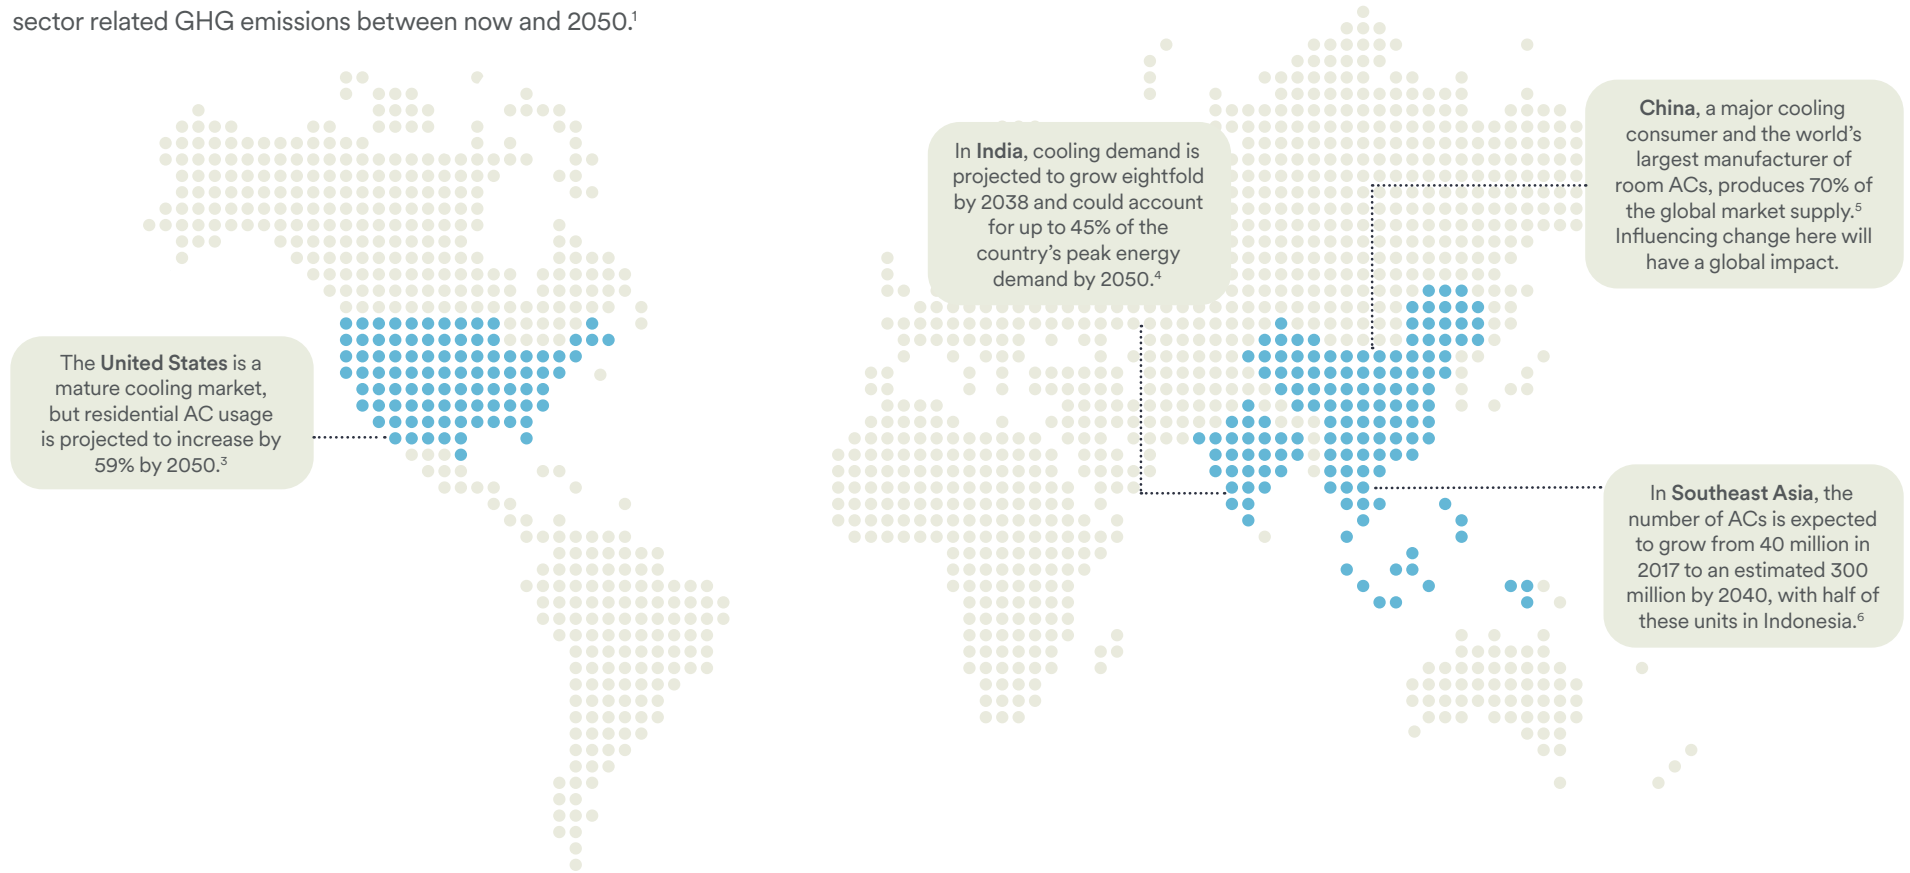 sector related GHG emissions between now and 2050.¹
In India, cooling demand is
projected to grow eightfold
by 2038 and could account
for up to 45% of the
country’s peak energy
demand by 2050.⁴
China, a major cooling
consumer and the world’s
largest manufacturer of
room ACs, produces 70% of
the global market supply.⁵
Influencing change here will
have a global impact.
The United States is a
mature cooling market,
but residential AC usage
is projected to increase by
59% by 2050.³
In Southeast Asia, the
number of ACs is expected
to grow from 40 million in
2017 to an estimated 300
million by 2040, with half of
these units in Indonesia.⁶